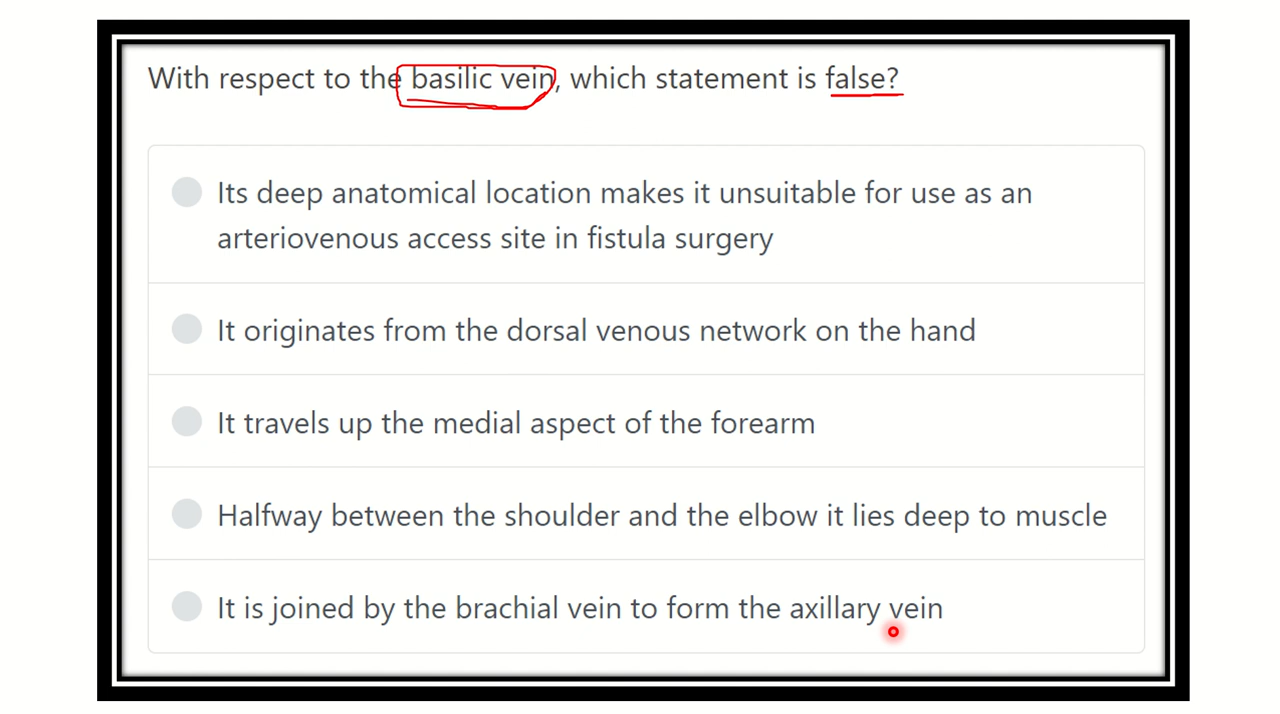 With respect to the basilic vein, which statement is false?
Its deep anatomical location makes it unsuitable for use as an
arteriovenous access site in fistula surgery
It originates from the dorsal venous network on the hand
It travels up the medial aspect of the forearm
Halfway between the shoulder and the elbow it lies deep to muscle
It is joined by the brachial vein to form the axillary vein